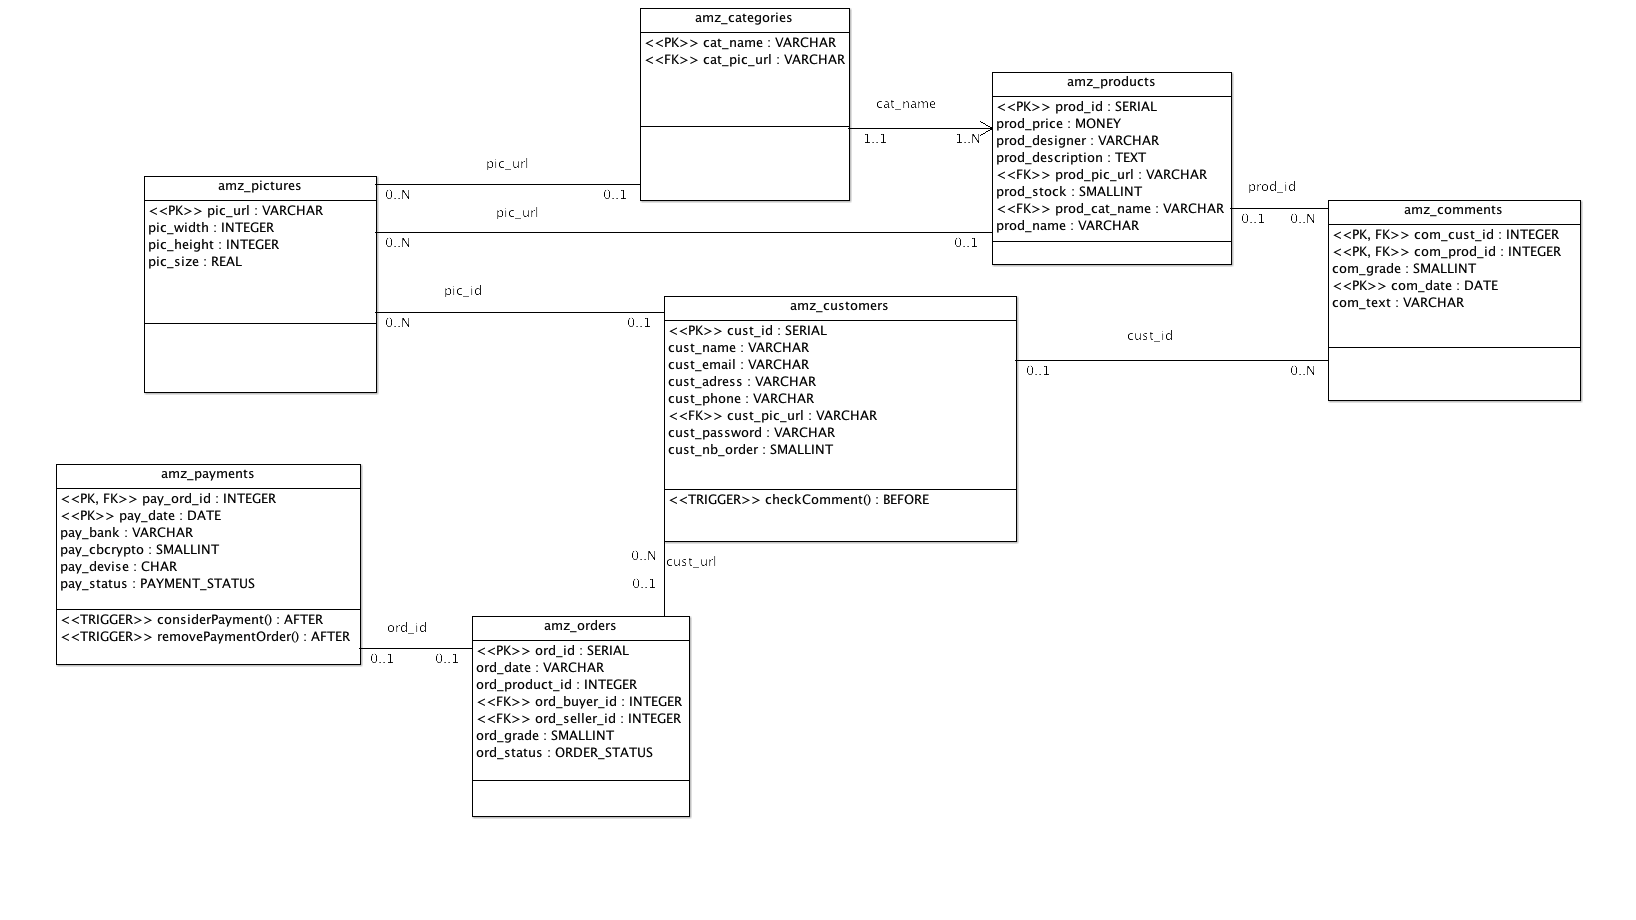 amz_categories
<<PK>> cat_name : VARCHAR
<<FK>> cat_pic_url : VARCHAR
amz_products
<<PK>> prod_id : SERIAL
prod_price : MONEY
prod_designer : VARCHAR
prod_description : TEXT
<<FK>> prod_pic_url : VARCHAR
prod_stock : SMALLINT
<<FK>> prod_cat_name : VARCHAR
prod_name : VARCHAR
cat_name
1..1
1..N
pic_url
0..N
0..1
pic_url
0..N
0..1
amz_pictures
<<PK>> pic_url : VARCHAR
pic_width : INTEGER
pic_height : INTEGER
pic_size : REAL
prod_id
0..1
0..N
amz_comments
<<PK, FK>> com_cust_id : INTEGER
<<PK, FK>> com_prod_id : INTEGER
com_grade : SMALLINT
<<PK>> com_date : DATE
com_text : VARCHAR
pic_id
0..N
0..1
amz_customers
<<PK>> cust_id : SERIAL
cust_name : VARCHAR
cust_email : VARCHAR
cust_adress : VARCHAR
cust_phone : VARCHAR
<<FK>> cust_pic_url : VARCHAR
cust_password : VARCHAR
cust_nb_order : SMALLINT
<<TRIGGER>> checkComment() : BEFORE
cust_id
0..1
0..N
amz_payments
<<PK, FK>> pay_ord_id : INTEGER
<<PK>> pay_date : DATE
pay_bank : VARCHAR
pay_cbcrypto : SMALLINT
pay_devise : CHAR
pay_status : PAYMENT_STATUS
<<TRIGGER>> considerPayment() : AFTER
<<TRIGGER>> removePaymentOrder() : AFTER
0..N
cust_url
0..1
ord_id
0..1
0..1
amz_orders
<<PK>> ord_id : SERIAL
ord_date : VARCHAR
ord_product_id : INTEGER
<<FK>> ord_buyer_id : INTEGER
<<FK>> ord_seller_id : INTEGER
ord_grade : SMALLINT
ord_status : ORDER_STATUS